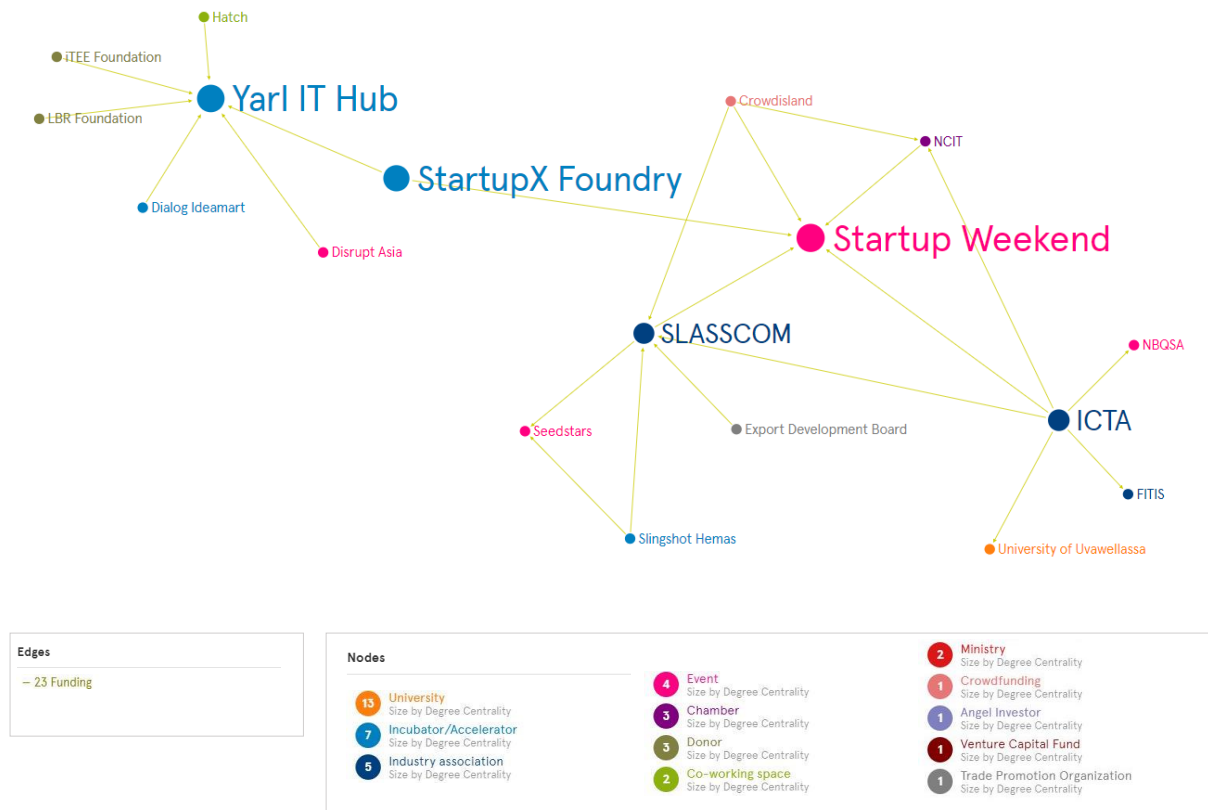 Hatch
iTEE Foundation
Yarl IT Hub
Crowdisland
LBR Foundation
NCIT
StartupX Foundry
Dialog Ideamart
Startup Weekend
Disrupt Asia
SLASSCOM
NBQSA
ICTA
Seedstars
Export Development Board
FITIS
Slingshot Hemas
University of Uvawellassa
Edges
— 23 Funding
Nodes
13 University
Size by Degree Centrality
7 Incubator/Accelerator
Size by Degree Centrality
5 Industry association
Size by Degree Centrality
4 Event
Size by Degree Centrality
3 Chamber
Size by Degree Centrality
3 Donor
Size by Degree Centrality
2 Co-working space
Size by Degree Centrality
2 Ministry
Size by Degree Centrality
1 Crowdfunding
Size by Degree Centrality
1 Angel Investor
Size by Degree Centrality
1 Venture Capital Fund
Size by Degree Centrality
1 Trade Promotion Organization
Size by Degree Centrality